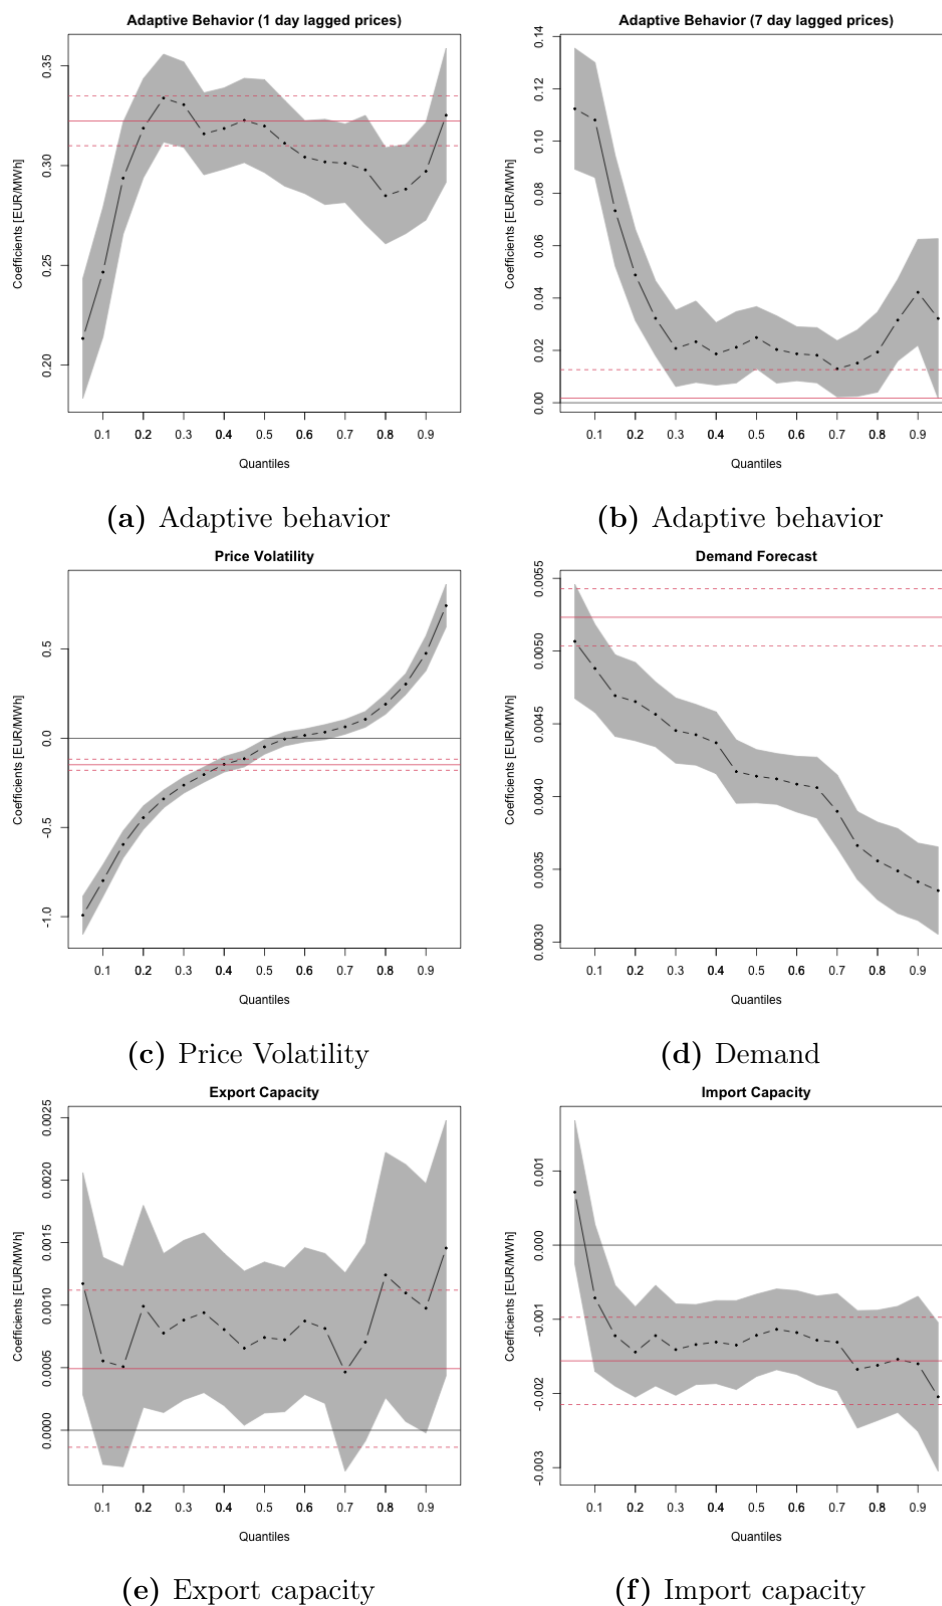 Adaptive Behavior (1 day lagged prices)
Coefficients [EUR/MWh]
0.35
0.30
0.25
0.20
0.1 0.2 0.3 0.4 0.5 0.6 0.7 0.8 0.9
Quantiles
(a) Adaptive behavior
Adaptive Behavior (7 day lagged prices)
Coefficients [EUR/MWh]
0.14
0.12
0.10
0.08
0.06
0.04
0.02
0.00
0.1 0.2 0.3 0.4 0.5 0.6 0.7 0.8 0.9
Quantiles
(b) Adaptive behavior
Price Volatility
Coefficients [EUR/MWh]
0.5
0.0
-0.5
-1.0
0.1 0.2 0.3 0.4 0.5 0.6 0.7 0.8 0.9
Quantiles
(c) Price Volatility
Demand Forecast
Coefficients [EUR/MWh]
0.0055
0.0050
0.0045
0.0040
0.0035
0.0030
0.1 0.2 0.3 0.4 0.5 0.6 0.7 0.8 0.9
Quantiles
(d) Demand
Export Capacity
Coefficients [EUR/MWh]
0.0025
0.0020
0.0015
0.0010
0.0005
0.0000
0.1 0.2 0.3 0.4 0.5 0.6 0.7 0.8 0.9
Quantiles
(e) Export capacity
Import Capacity
Coefficients [EUR/MWh]
0.001
0.000
-0.001
-0.002
-0.003
0.1 0.2 0.3 0.4 0.5 0.6 0.7 0.8 0.9
Quantiles
(f) Import capacity